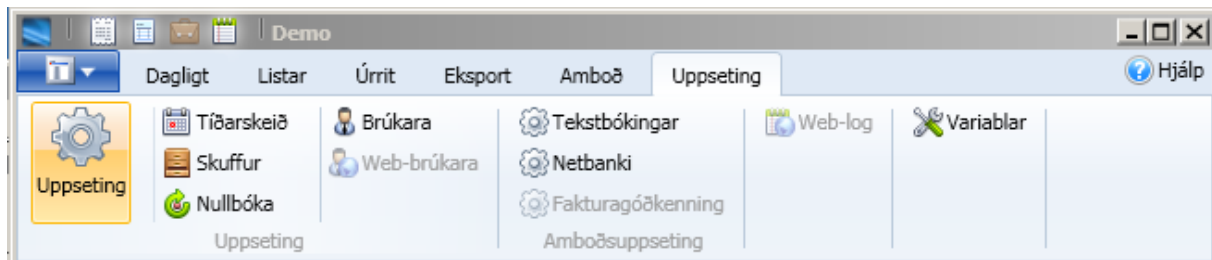 Demo
Dagligt Listar Úrrit Eksport Amboð Uppseting Hjálp
Tíðarskeið Brúkara Tekstbókingar Web-log Variablar
Skuffur Web-brúkara Netbanki
Uppseting
Nullbóka Fakturagóðkenning
Uppseting Amboðsuppseting